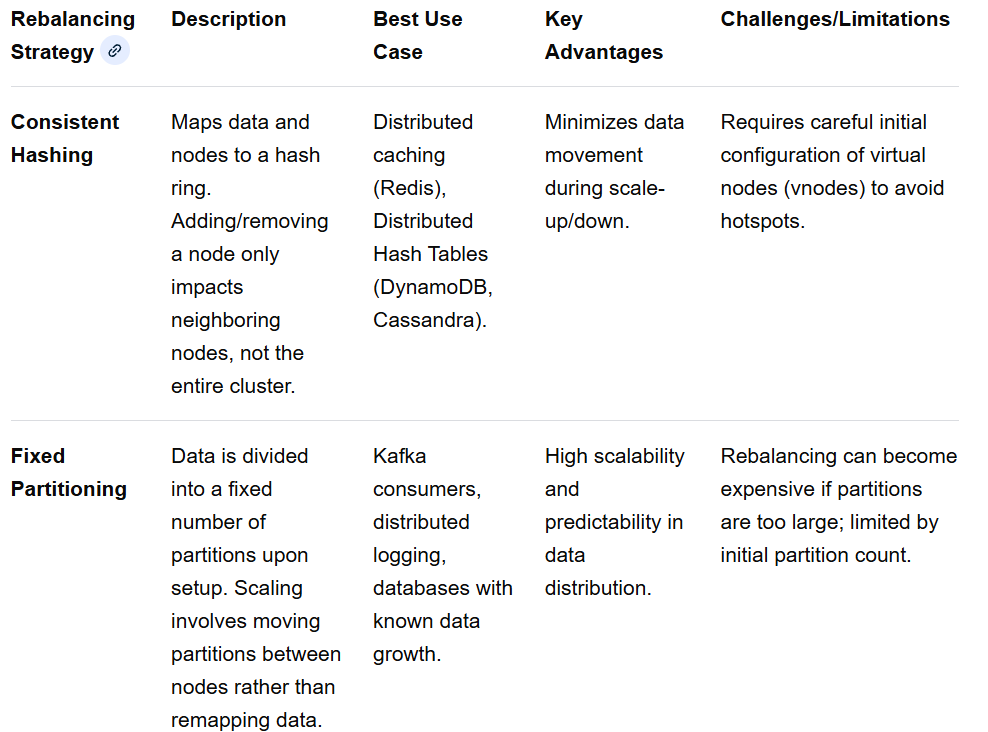 Rebalancing Strategy
Description
Best Use Case
Key Advantages
Challenges/Limitations
Consistent Hashing
Maps data and
nodes to a hash
ring.
Adding/removing
a node only
impacts
neighboring
nodes, not the
entire cluster.
Distributed
caching
(Redis),
Distributed
Hash Tables
(DynamoDB,
Cassandra).
Minimizes data
movement
during scale-
up/down.
Requires careful initial
configuration of virtual
nodes (vnodes) to avoid
hotspots.
Fixed
Partitioning
Data is divided
into a fixed
number of
partitions upon
setup. Scaling
involves moving
partitions between
nodes rather than
remapping data.
Kafka
consumers,
distributed
logging,
databases with
known data
growth.
High scalability
and
predictability in
data
distribution.
Rebalancing can become
expensive if partitions
are too large; limited by
initial partition count.